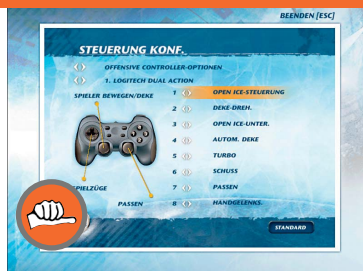 BEENDEN [ESC]
STEUERUNG KONF.
OFFENSIVE CONTROLLER-OPTIONEN
1. LOGITECH DUAL ACTION
SPIELER BEWEGEN/DEKE
1 OPEN ICE-STEUERUNG
2 DEKE-DREH.
3 OPEN ICE-UNTER.
4 AUTOM. DEKE
5 TURBO
6 SCHUSS
SPIELZÜGE
7 PASSEN
PASSEN
8 HANDGELENKS.
STANDARD